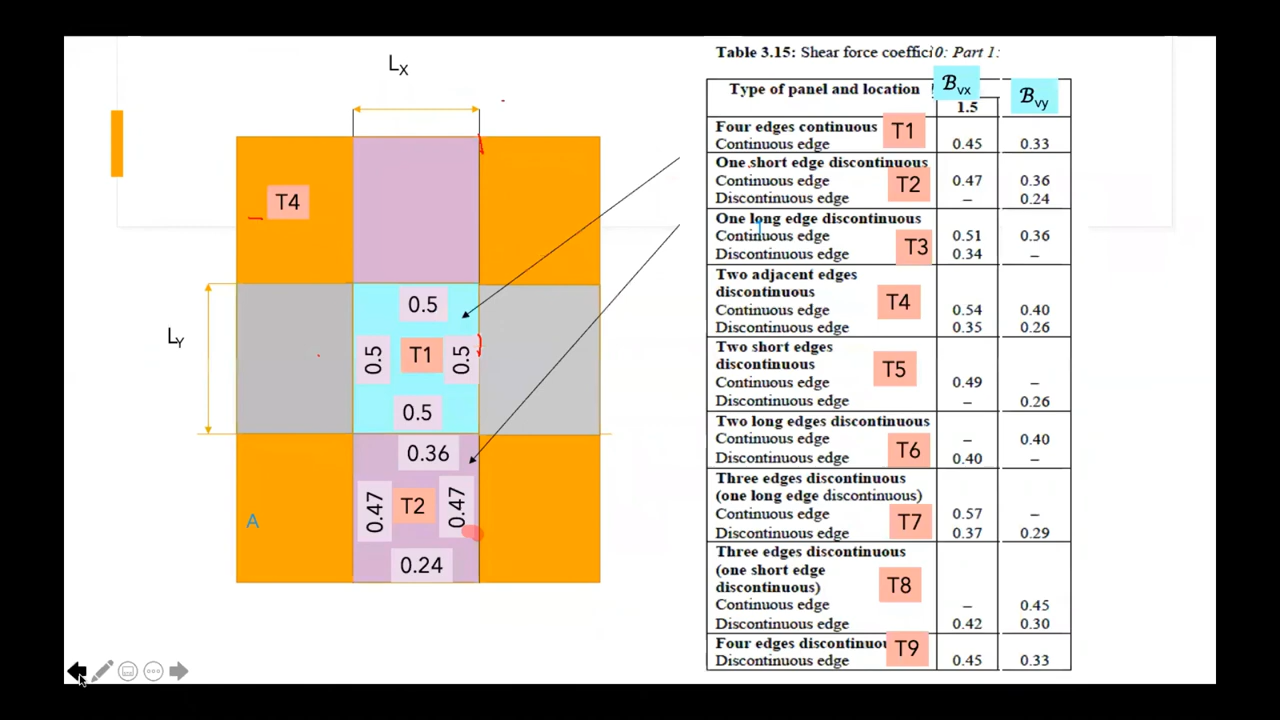 L_X
L_Y
T4
0.5
0.5
T1
0.5
0.5
0.36
0.47
T2
0.47
0.24
A
Table 3.15: Shear force coeffici0: Part 1:
Type of panel and location
ℬvx
ℬvy
1.5
Four edges continuous T1
Continuous edge 0.45 0.33
One short edge discontinuous
Continuous edge T2 0.47 0.36
Discontinuous edge – 0.24
One long edge discontinuous
Continuous edge T3 0.51 0.36
Discontinuous edge 0.34 –
Two adjacent edges
discontinuous T4
Continuous edge 0.54 0.40
Discontinuous edge 0.35 0.26
Two short edges
discontinuous T5
Continuous edge 0.49 –
Discontinuous edge – 0.26
Two long edges discontinuous
Continuous edge T6 – 0.40
Discontinuous edge 0.40 –
Three edges discontinuous
(one long edge discontinuous)
Continuous edge T7 0.57 –
Discontinuous edge 0.37 0.29
Three edges discontinuous
(one short edge
discontinuous) T8
Continuous edge – 0.45
Discontinuous edge 0.42 0.30
Four edges discontinuou T9
Discontinuous edge 0.45 0.33